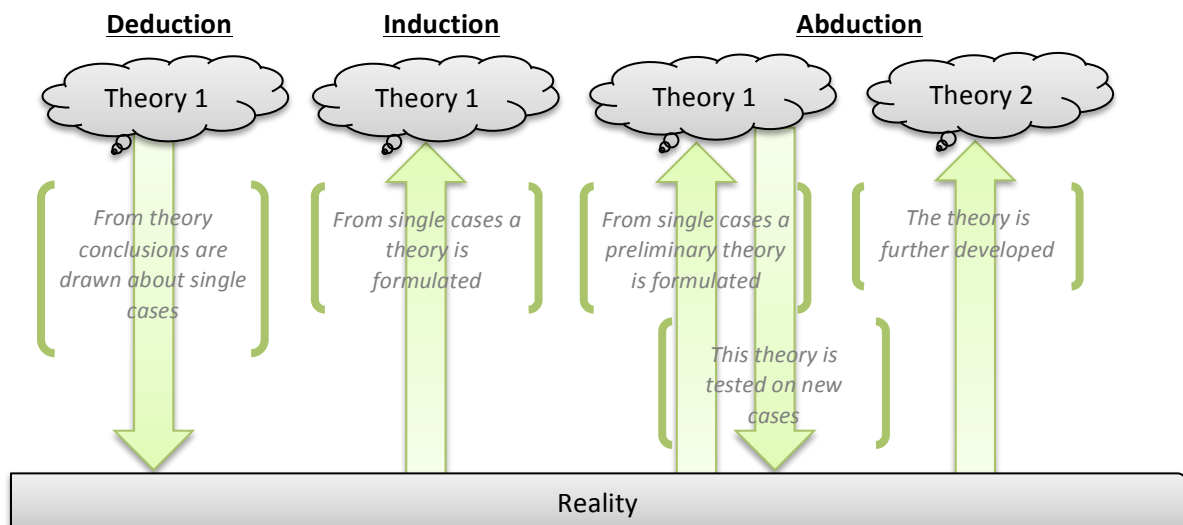 Deduction
Induction
Abduction
Theory 1
Theory 1
Theory 1
Theory 2
From theory
conclusions are
drawn about single
cases
From single cases a
theory is
formulated
From single cases a
preliminary theory
is formulated
The theory is
further developed
This theory is
tested on new
cases
Reality